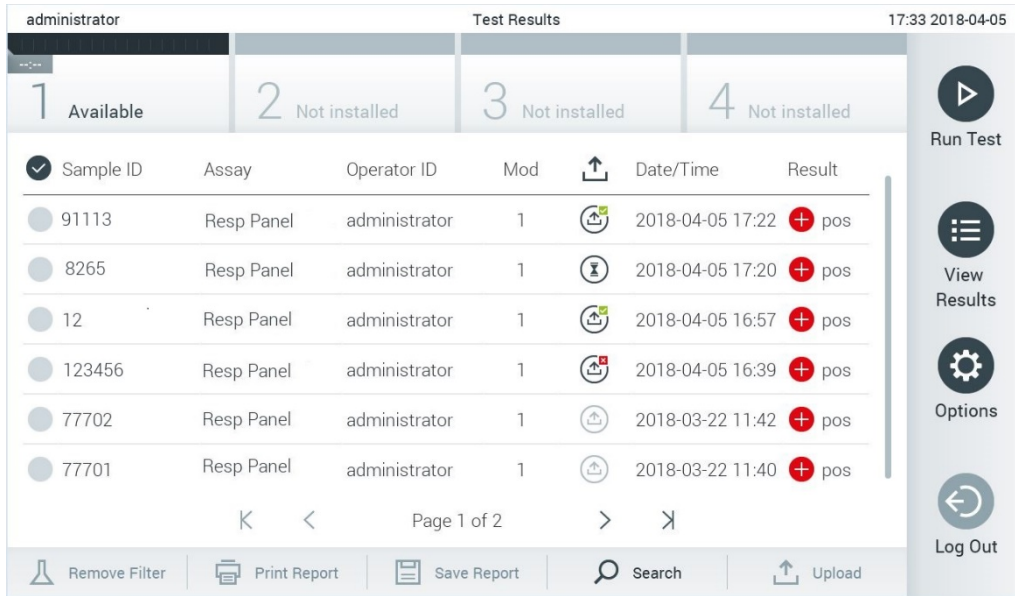 administrator Test Results 17:33 2018-04-05
--:--
1 Available 2 Not installed 3 Not installed 4 Not installed
Run Test
Sample ID Assay Operator ID Mod Date/Time Result
91113 Resp Panel administrator 1 2018-04-05 17:22 pos
8265 Resp Panel administrator 1 2018-04-05 17:20 pos
View
Results
12 Resp Panel administrator 1 2018-04-05 16:57 pos
123456 Resp Panel administrator 1 2018-04-05 16:39 pos
Options
77702 Resp Panel administrator 1 2018-03-22 11:42 pos
77701 Resp Panel administrator 1 2018-03-22 11:40 pos
Page 1 of 2
Log Out
Remove Filter Print Report Save Report Search Upload